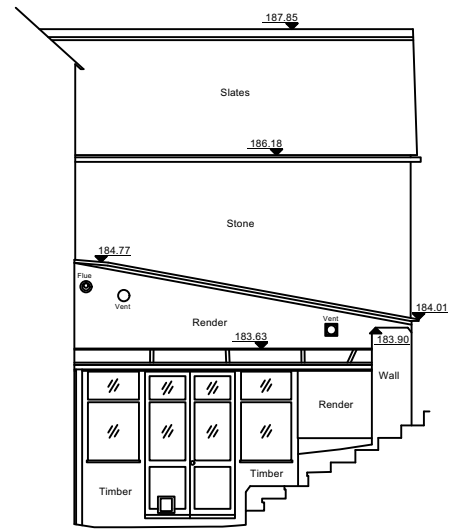 187.85
Slates
186.18
Stone
184.77
Flue
Vent
184.01
Render
Vent
183.63
183.90
Wall
Render
Timber
Timber